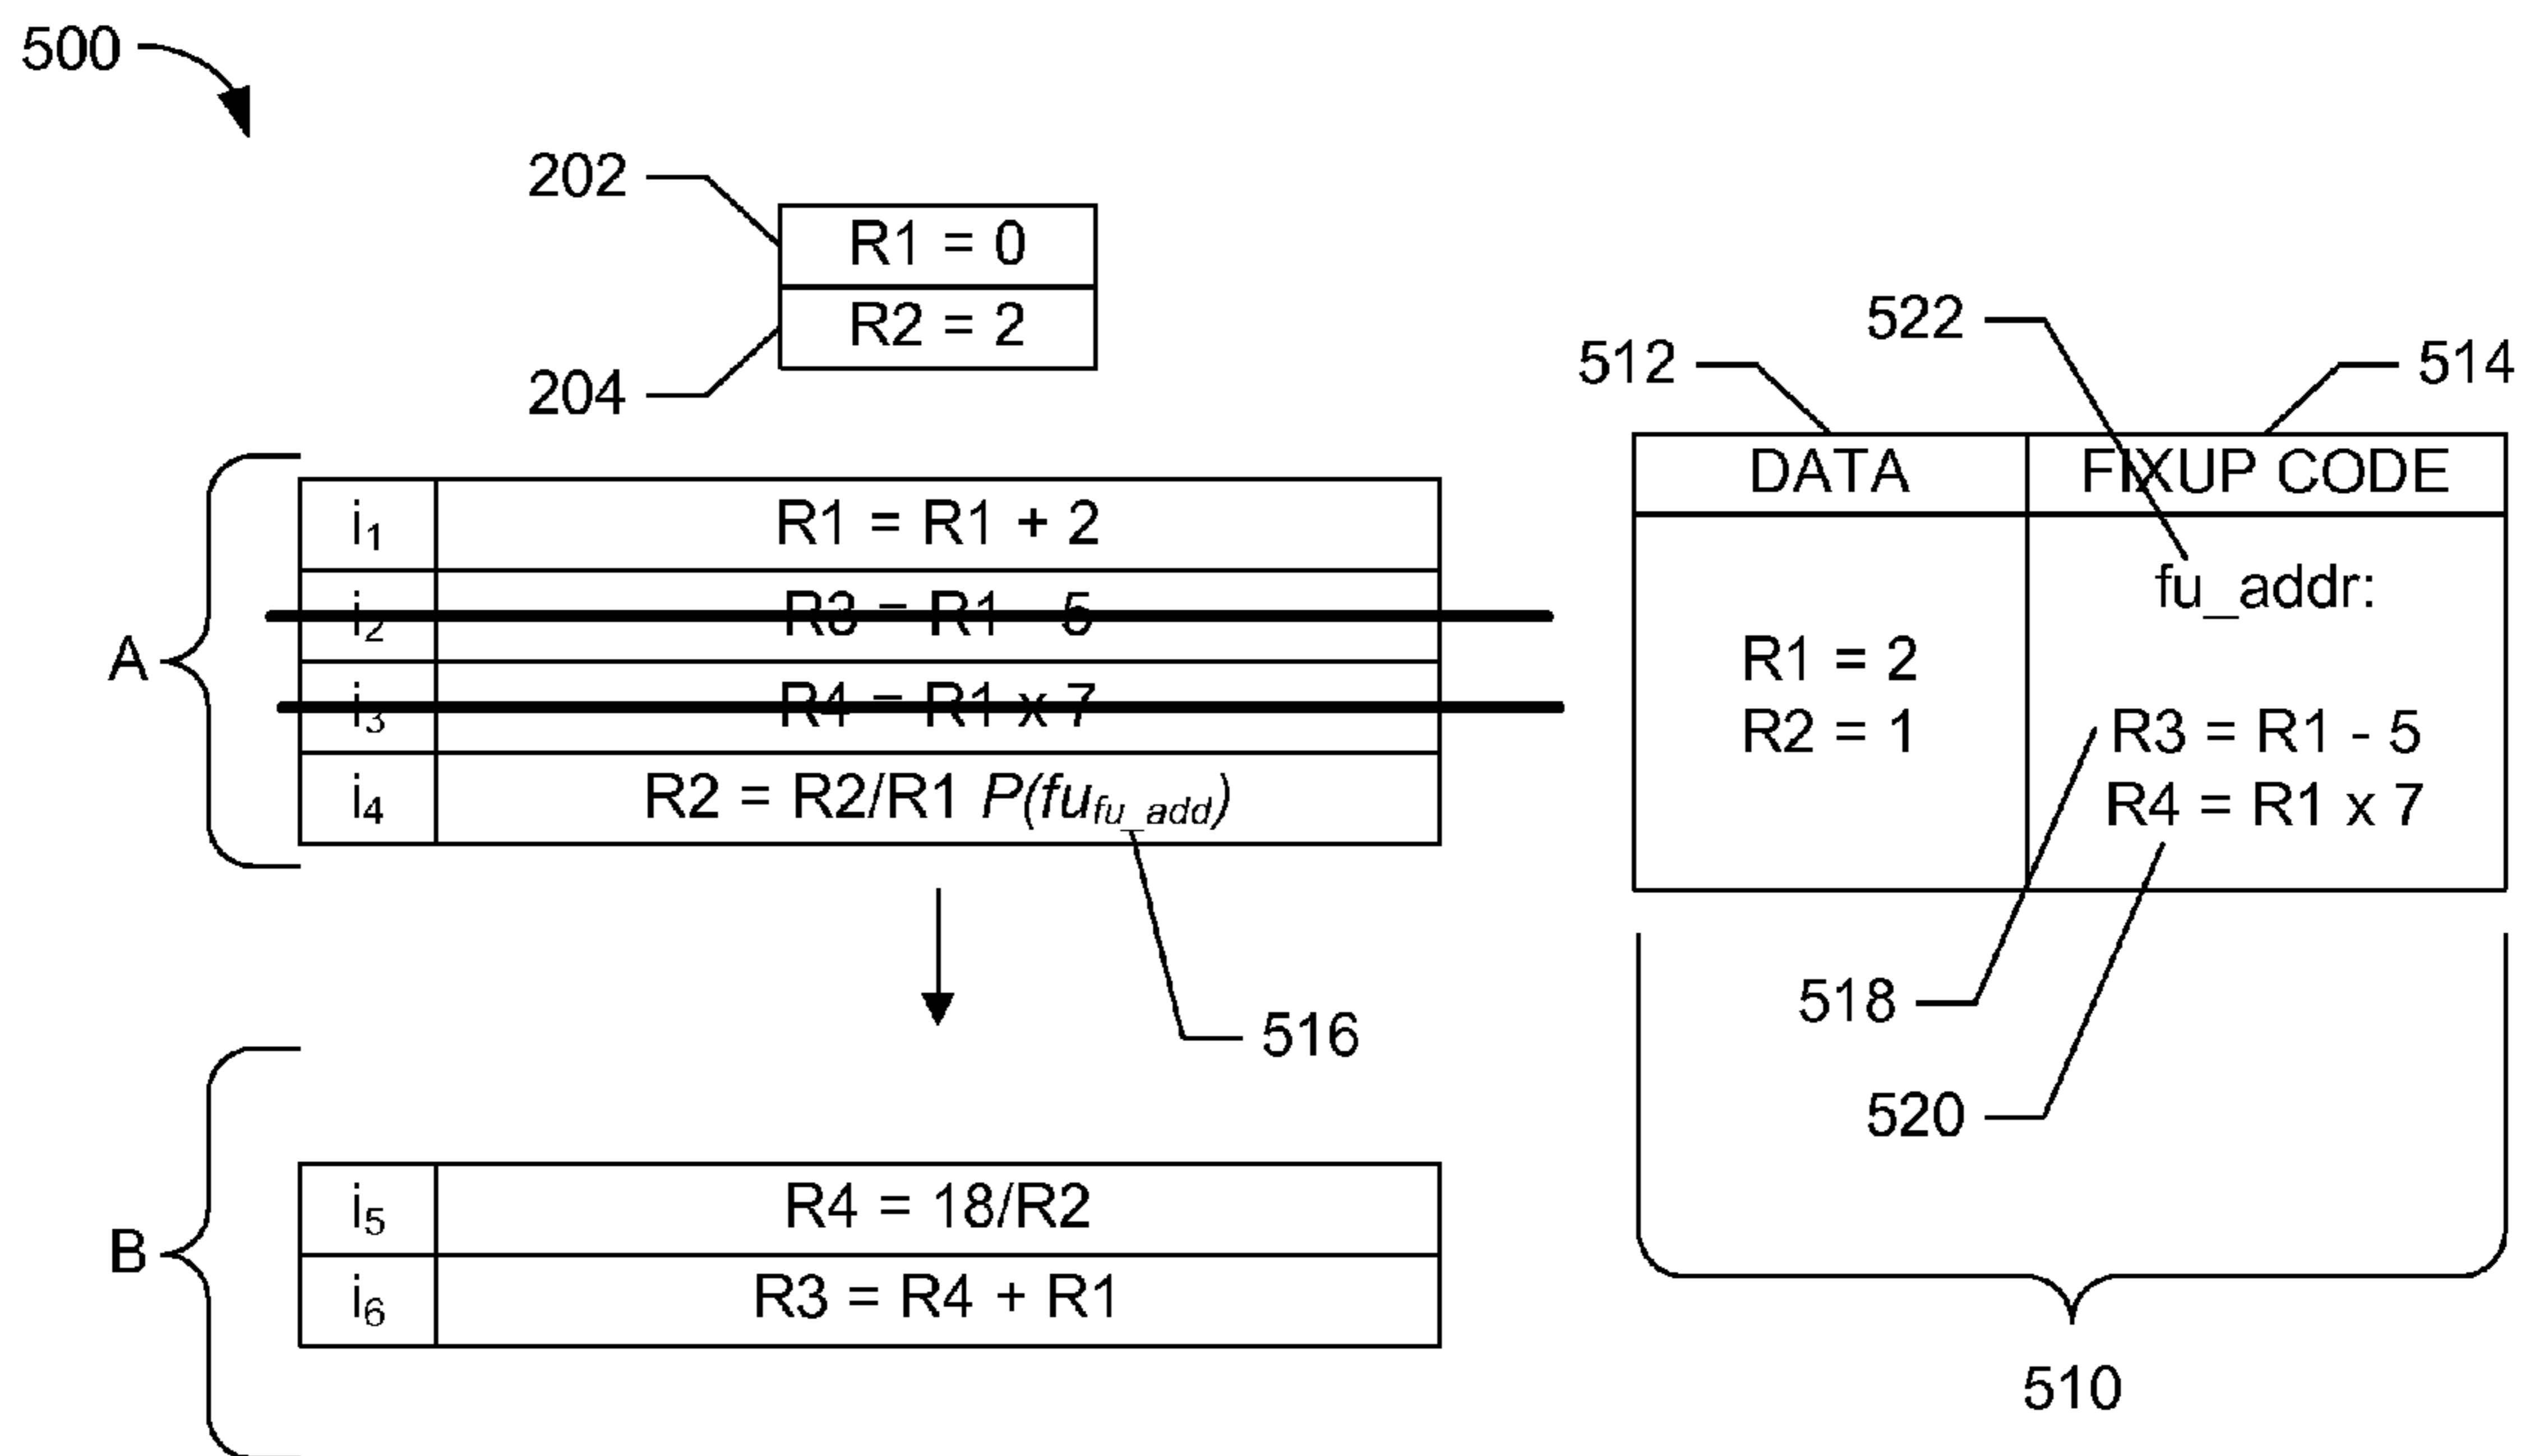 500
202
R1 = 0
R2 = 2
204
522
512
514
DATA FIXUP CODE
fu_addr:
R1 = 2
R2 = 1
R3 = R1 - 5
R4 = R1 x 7
518
520
510
A
i1 R1 = R1 + 2
i2 R3 = R1 - 5
i3 R4 = R1 x 7
i4 R2 = R2/R1 P(fufu_add)
516
B
i5 R4 = 18/R2
i6 R3 = R4 + R1